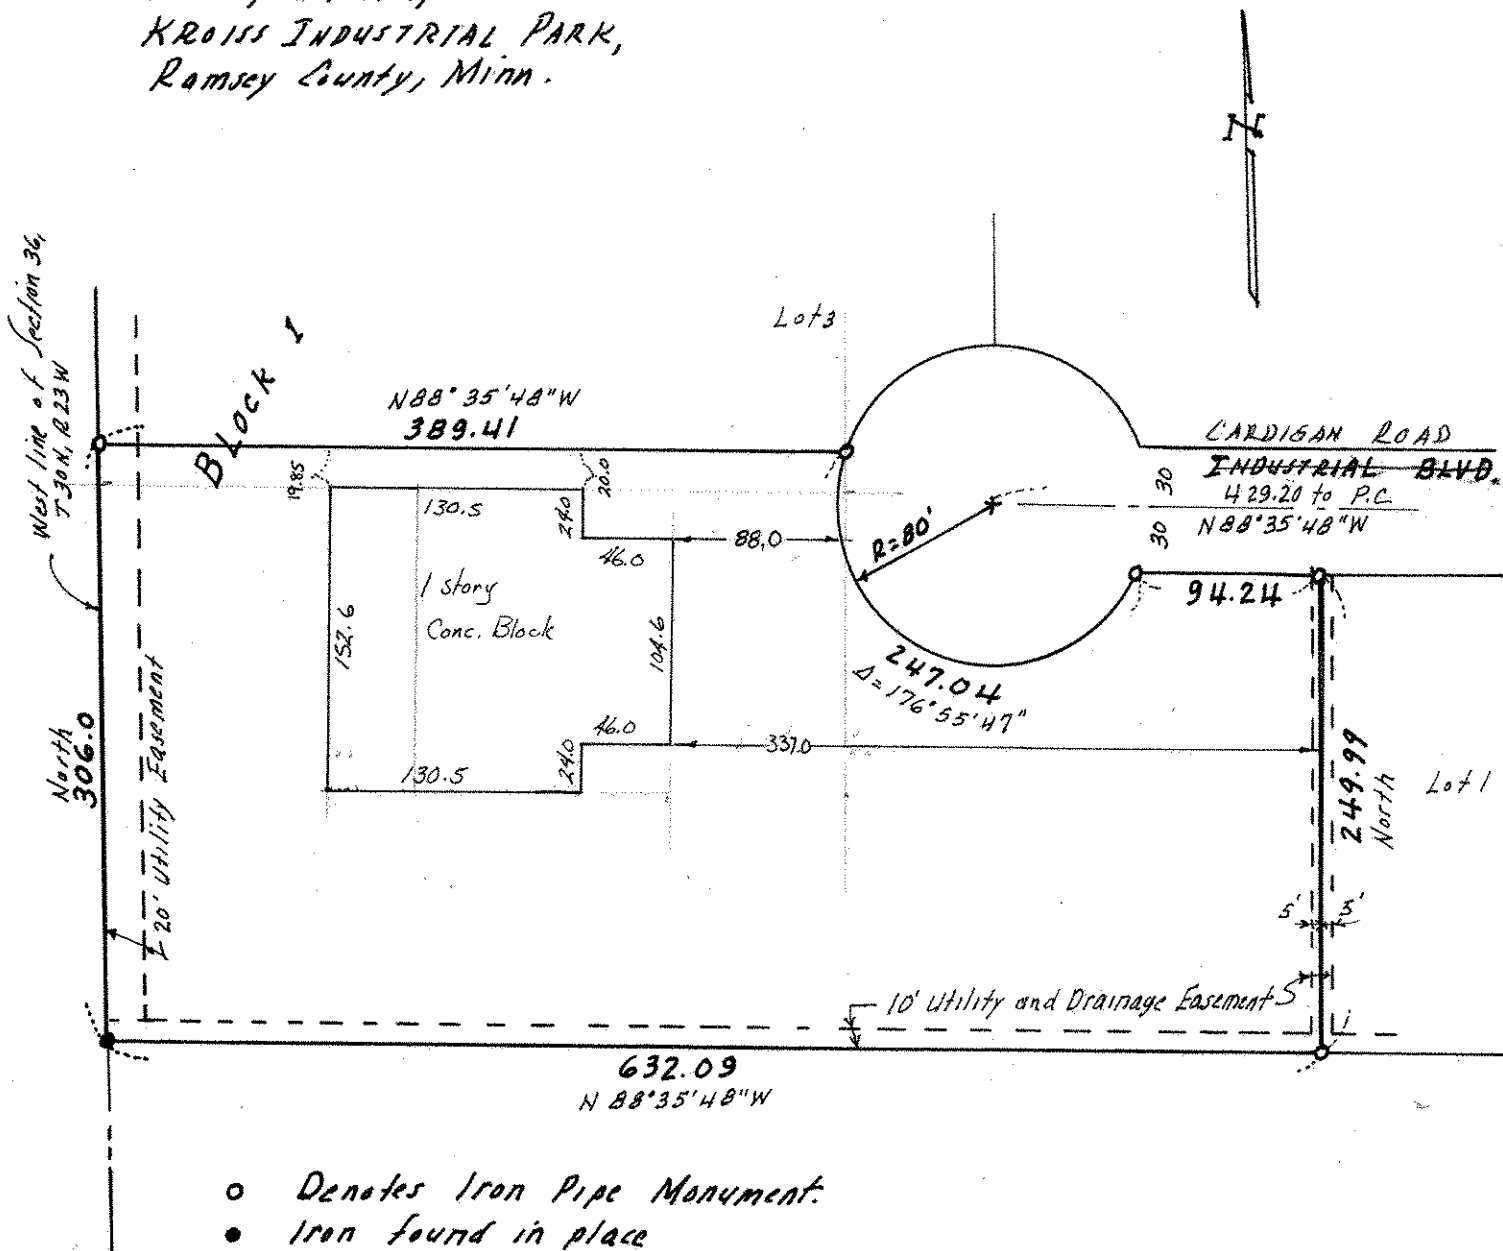 KROISS INDUSTRIAL PARK,
Ramsey County, Minn.
N
West line of Section 36,
T30N, R23W
BLOCK 1
Lot 3
N88°35'48"W
389.41
CARDIGAN ROAD
INDUSTRIAL BLVD.
429.20 to P.C.
N88°35'48"W
30
30
19.85
20.0
130.5
24.0
46.0
88.0
R=80'
1 Story
Conc. Block
152.6
104.6
94.24
247.04
Δ=176°55'47"
46.0
24.0
130.5
337.0
North
306.0
20' Utility Easement
249.99
North
Lot 1
5'
5'
10' Utility and Drainage Easement
632.09
N 88°35'48"W
o Denotes Iron Pipe Monument.
● Iron found in place